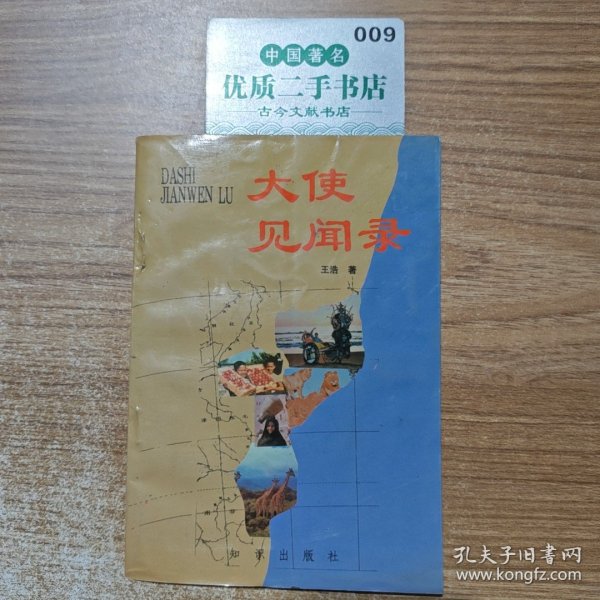 009
中国著名
优质二手书店
古今文献书店
DASHI
JIANWEN LU
大使
见闻录
王浩 著
知识出版社
孔夫子旧书网
www.kongfz.com